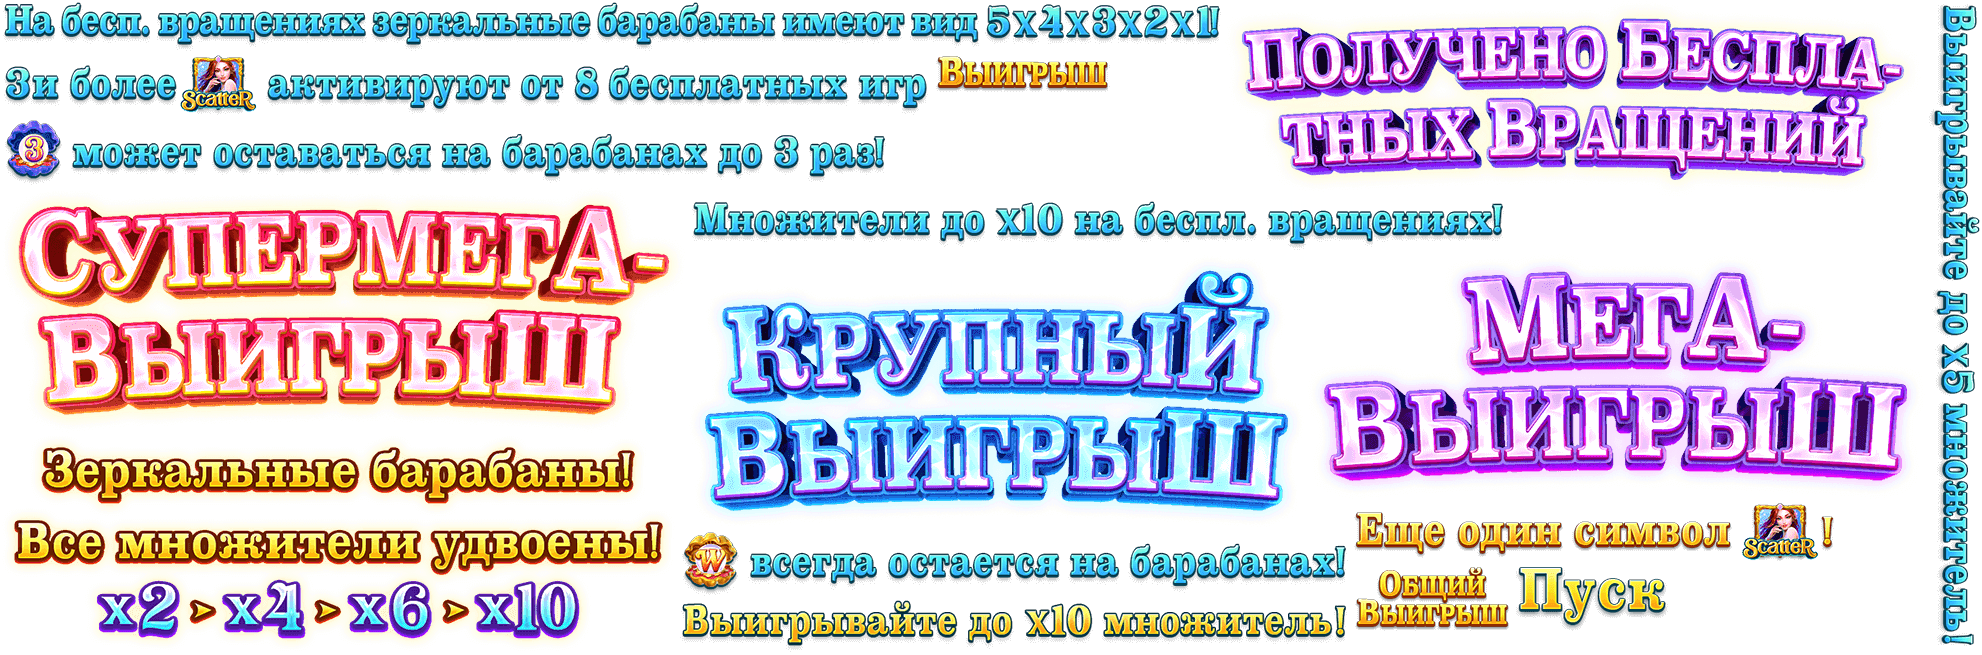 На бесп. вращениях зеркальные барабаны имеют вид 5x4x3x2x1!
3и более Scatter активируют от 8 бесплатных игр
Выигрыш
3 может оставаться на барабанах до 3 раз!
Получено Беспла-
тных Вращений
Супермега-
Выигрыш
Множители до x10 на беспл. вращениях!
Крупный
Выигрыш
Мега-
Выигрыш
Зеркальные барабаны!
Все множители удвоены!
x2 > x4 > x6 > x10
W всегда остается на барабанах!
Выигрывайте до x10 множитель!
Еще один символ Scatter !
Общий
Выигрыш
Пуск
Выигрывайте до X5 множитель!